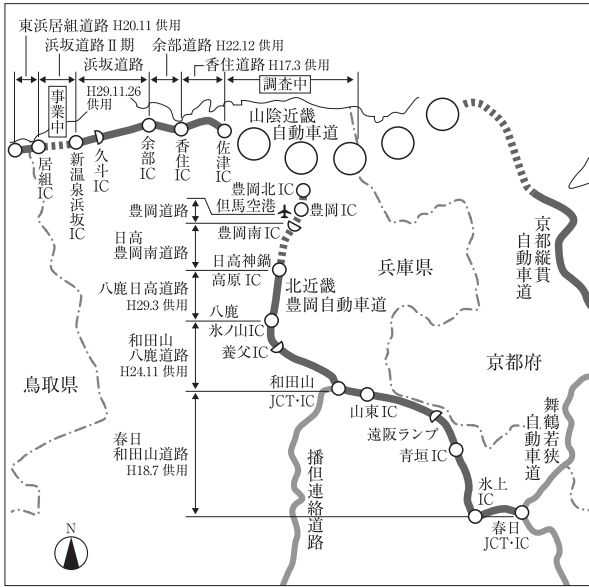 東浜居組道路 H20.11 供用
浜坂道路Ⅱ期
余部道路 H22.12 供用
浜坂道路
香住道路 H17.3 供用
調査中
事業中
H29.11.26
供用
山陰近畿
自動車道
居組IC
新温泉浜坂IC
久斗IC
余部IC
香住IC
佐津IC
豊岡北IC
但馬空港
豊岡道路
豊岡IC
豊岡南IC
日高
豊岡南道路
日高神鍋
高原IC
北近畿
豊岡自動車道
兵庫県
京都縦貫
自動車道
八鹿日高道路
H29.3 供用
八鹿
氷ノ山IC
和田山
八鹿道路
H24.11 供用
養父IC
京都府
鳥取県
和田山
JCT・IC
山東IC
舞鶴若狭
自動車道
春日
和田山道路
H18.7 供用
遠阪ランプ
青垣IC
播但連絡道路
氷上
IC
春日
JCT・IC
N